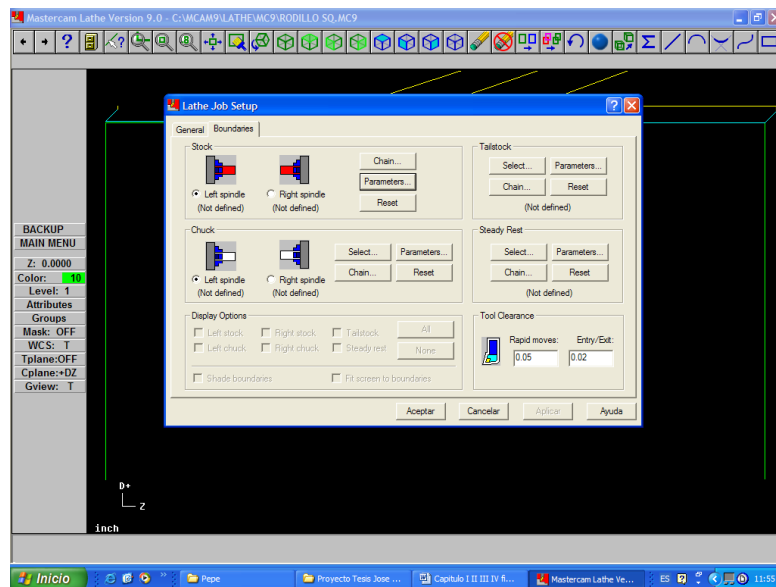 Mastercam Lathe Version 9.0 - C:\MCAM9\LATHE\MC9\RODILLO SQ.MC9
Lathe Job Setup
General Boundaries
Stock
Left spindle
(Not defined)
Right spindle
(Not defined)
Chain...
Parameters...
Reset
Tailstock
Select... Parameters...
Chain... Reset
(Not defined)
Chuck
Left spindle
(Not defined)
Right spindle
(Not defined)
Select... Parameters...
Chain... Reset
Steady Rest
Select... Parameters...
Chain... Reset
(Not defined)
Display Options
Left stock Right stock Tailstock All
Left chuck Right chuck Steady rest None
Shade boundaries Fit screen to boundaries
Tool Clearance
Rapid moves: Entry/Exit:
0.05 0.02
Aceptar Cancelar Aplicar Ayuda
BACKUP
MAIN MENU
Z: 0.0000
Color: 10
Level: 1
Attributes
Groups
Mask: OFF
WCS: T
Tplane:OFF
Cplane:+DZ
Gview: T
D+
Z
inch
Inicio Pepe Proyecto Tesis Jose ... Capitulo I II III IV fi... Mastercam Lathe Ve... ES 11:55